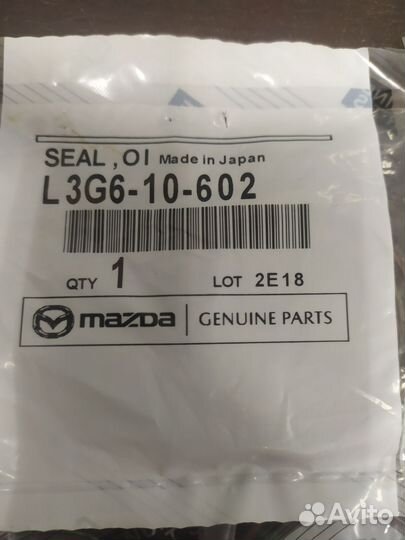 SEAL ,OI Made in Japan
L3G6-10-602
QTY 1 LOT 2E18
mazda GENUINE PARTS
Avito